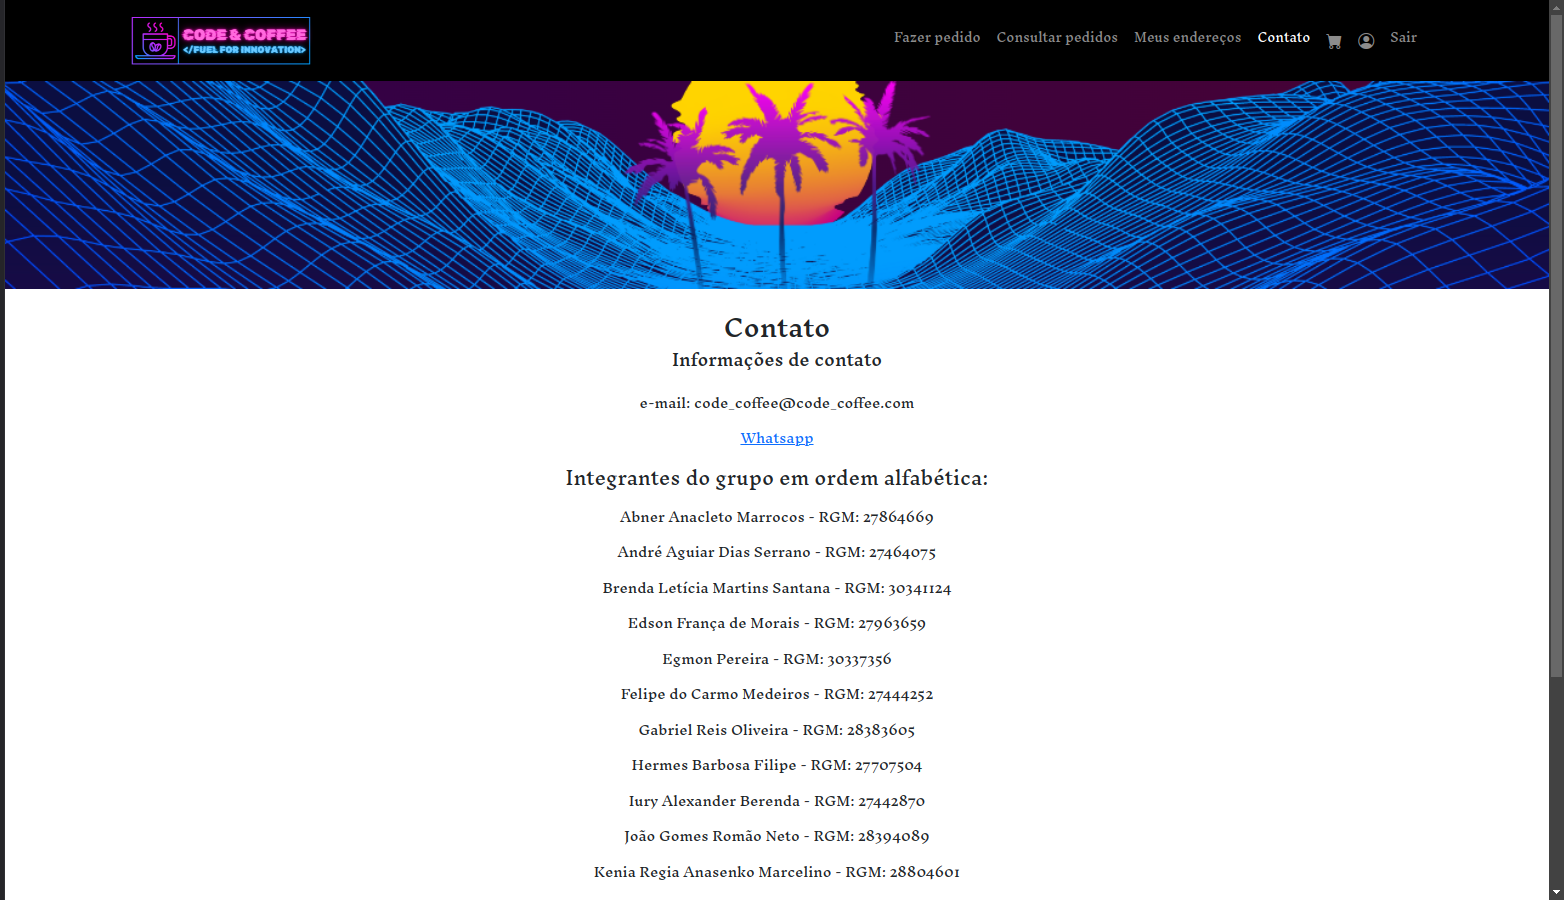 CODE & COFFEE
</FUEL FOR INNOVATION>
Fazer pedido Consultar pedidos Meus endereços Contato Sair
Contato
Informações de contato
e-mail: code_coffee@code_coffee.com
Whatsapp
Integrantes do grupo em ordem alfabética:
Abner Anacleto Marrocos - RGM: 27864669
André Aguiar Dias Serrano - RGM: 27464075
Brenda Letícia Martins Santana - RGM: 30341124
Edson França de Morais - RGM: 27963659
Egmon Pereira - RGM: 30337356
Felipe do Carmo Medeiros - RGM: 27444252
Gabriel Reis Oliveira - RGM: 28383605
Hermes Barbosa Filipe - RGM: 27707504
Iury Alexander Berenda - RGM: 27442870
João Gomes Romão Neto - RGM: 28394089
Kenia Regia Anasenko Marcelino - RGM: 28804601